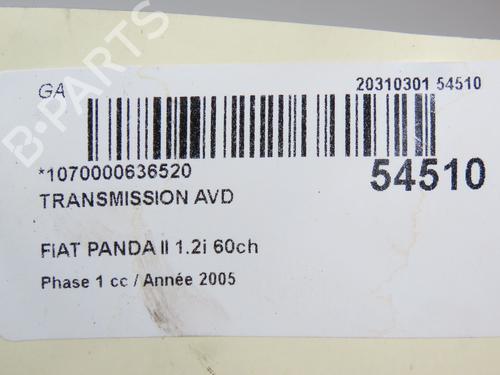 GA 20310301 54510
*1070000636520 54510
TRANSMISSION AVD
FIAT PANDA II 1.2i 60ch
Phase 1 cc / Année 2005
B-PARTS